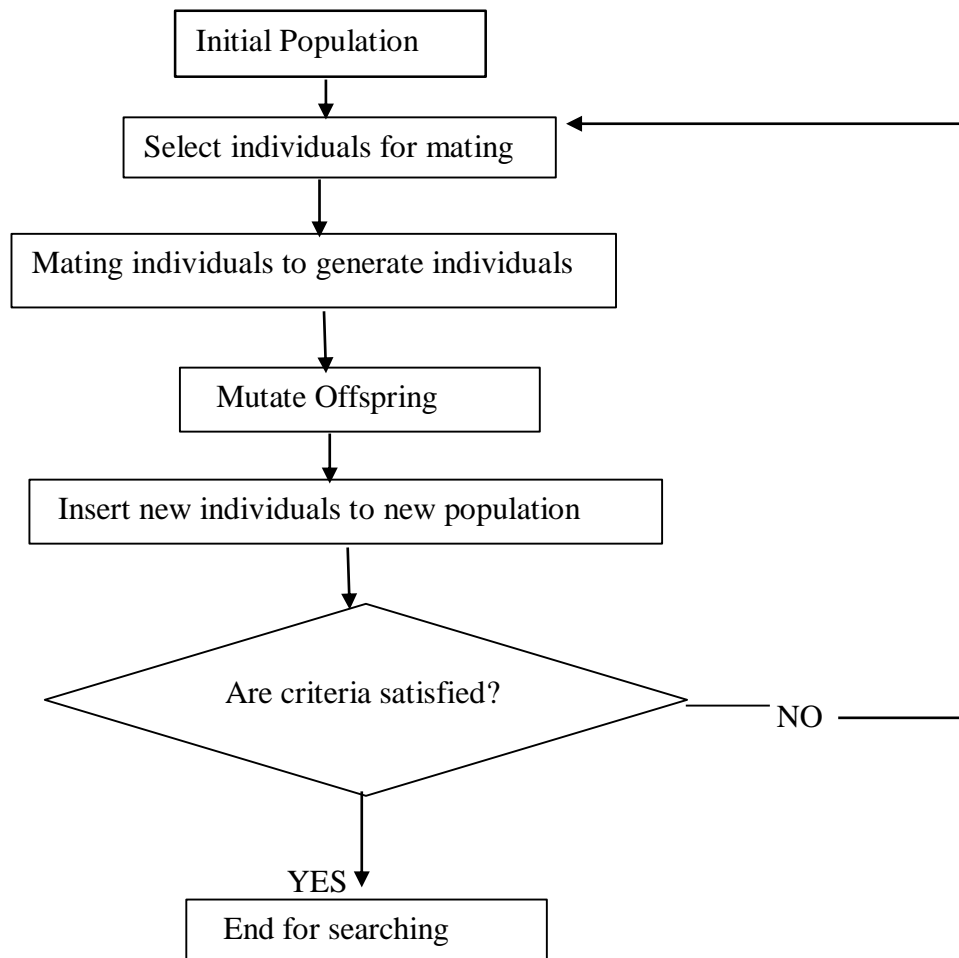 Initial Population
Select individuals for mating
Mating individuals to generate individuals
Mutate Offspring
Insert new individuals to new population
Are criteria satisfied?
NO
YES
End for searching